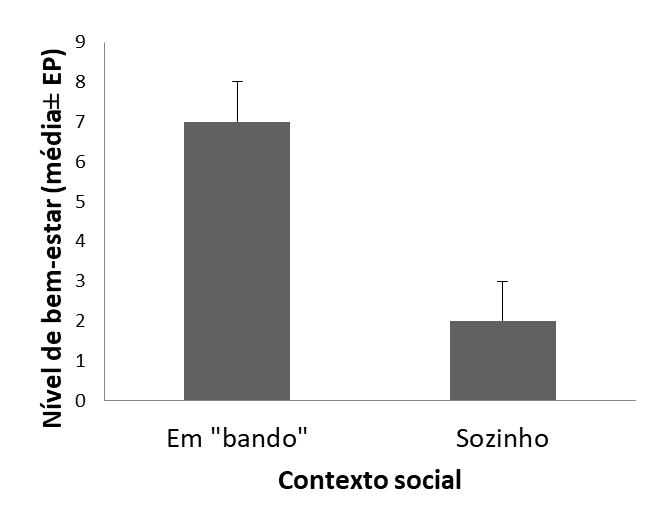 Nível de bem-estar (média± EP)
9
8
7
6
5
4
3
2
1
0
Em "bando"
Sozinho
Contexto social